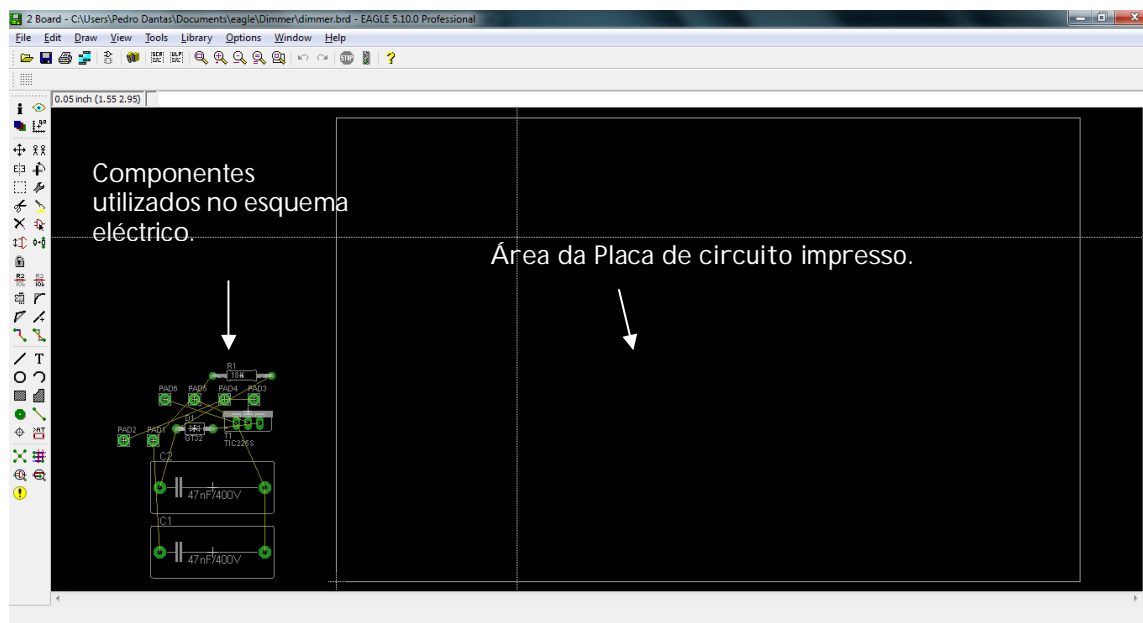 2 Board - C:\Users\Pedro Dantas\Documents\eagle\Dimmer\dimmer.brd - EAGLE 5.10.0 Professional
File Edit Draw View Tools Library Options Window Help
0.05 inch (1.55 2.95)
Componentes
utilizados no esquema
eléctrico.
Área da Placa de circuito impresso.
R1
18K
PAD6 PAD5 PAD4 PAD3
D1
PAD2 PAD1
GT32
T1
TIC225S
C2
47nF/400V
C1
47nF/400V